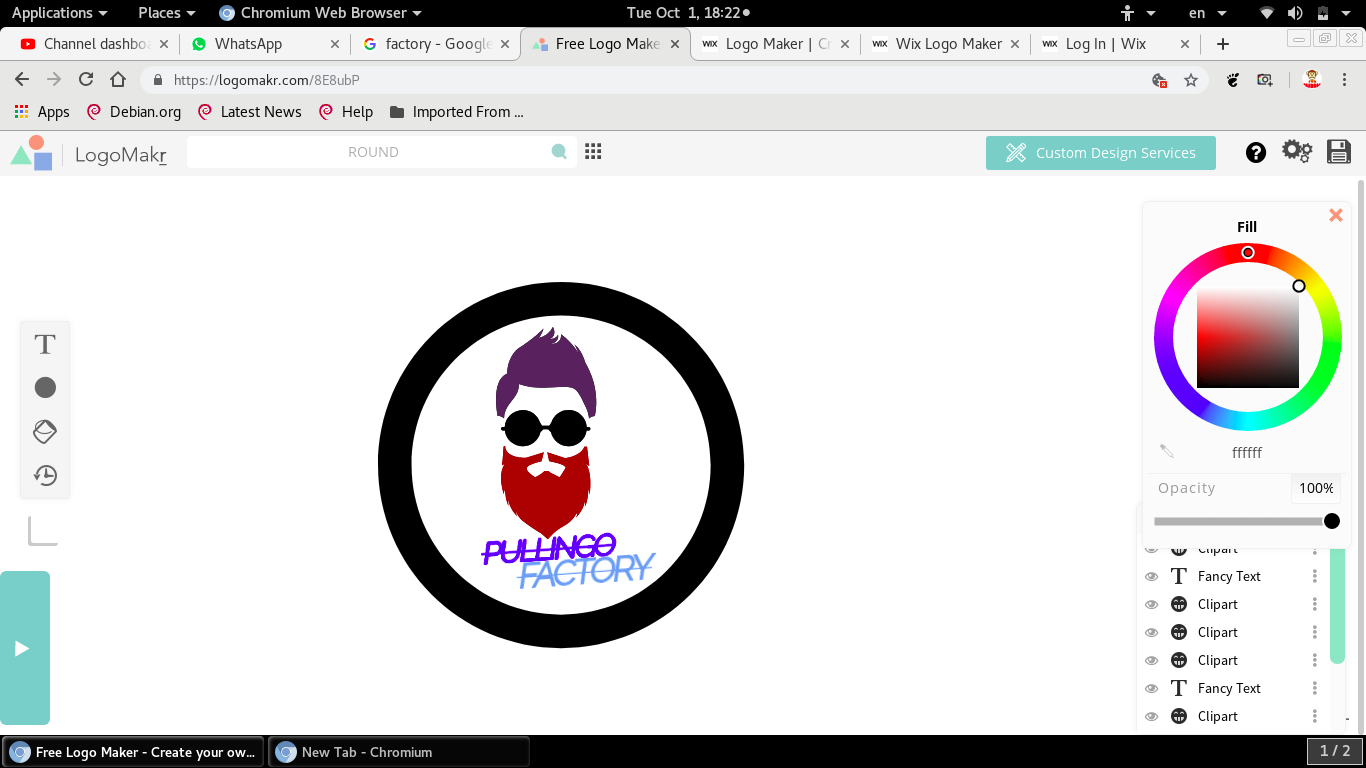 Applications Places Chromium Web Browser Tue Oct 1, 18:22 en
Channel dashbo WhatsApp factory - Google Free Logo Make Logo Maker | Cr Wix Logo Maker Log In | Wix
https://logomakr.com/8E8ubP
Apps Debian.org Latest News Help Imported From ...
LogoMakr ROUND Custom Design Services
Fill
T
ffffff
Opacity 100%
PULLINGO
FACTORY
Clipart
T Fancy Text
Clipart
Clipart
Clipart
T Fancy Text
Clipart
Free Logo Maker - Create your ow... New Tab - Chromium 1 / 2